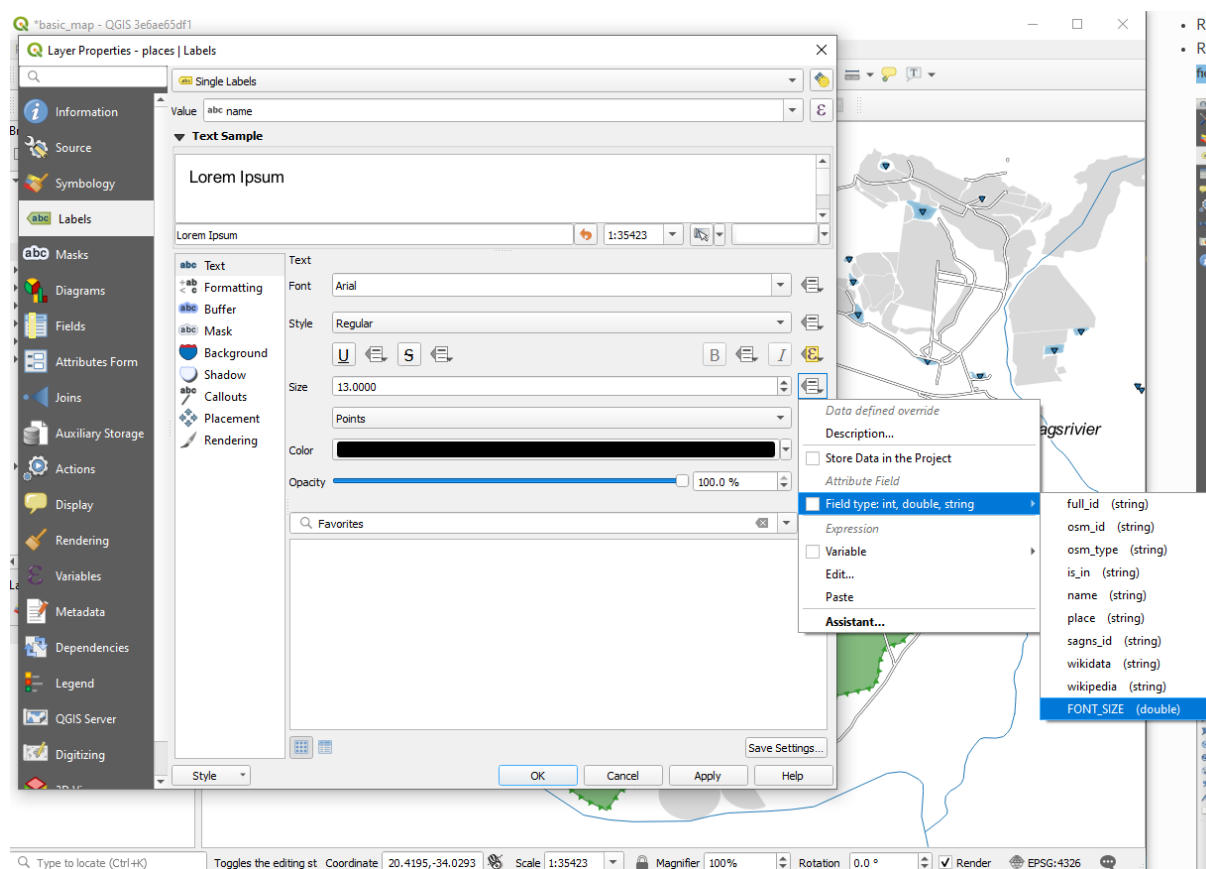 *basic_map - QGIS 3e6ae65df1
Layer Properties - places | Labels
Single Labels
Value abc name
Text Sample
Lorem Ipsum
Lorem Ipsum
1:35423
Information
Source
Symbology
abc Labels
abc Masks
Diagrams
Fields
Attributes Form
Joins
Auxiliary Storage
Actions
Display
Rendering
Variables
Metadata
Dependencies
Legend
QGIS Server
Digitizing
abc Text
Formatting
abc Buffer
abc Mask
Background
Shadow
abc Callouts
Placement
Rendering
Text
Font Arial
Style Regular
U S B I
Size 13.0000
Points
Color
Opacity 100.0 %
Favorites
Save Settings...
Style OK Cancel Apply Help
Data defined override
Description...
Store Data in the Project
Attribute Field
Field type: int, double, string
Expression
Variable
Edit...
Paste
Assistant...
full_id (string)
osm_id (string)
osm_type (string)
is_in (string)
name (string)
place (string)
sagns_id (string)
wikidata (string)
wikipedia (string)
FONT_SIZE (double)
agsrivier
Type to locate (Ctrl+K) Toggles the editing st Coordinate 20.4195,-34.0293 Scale 1:35423 Magnifier 100% Rotation 0.0 ° Render EPSG:4326